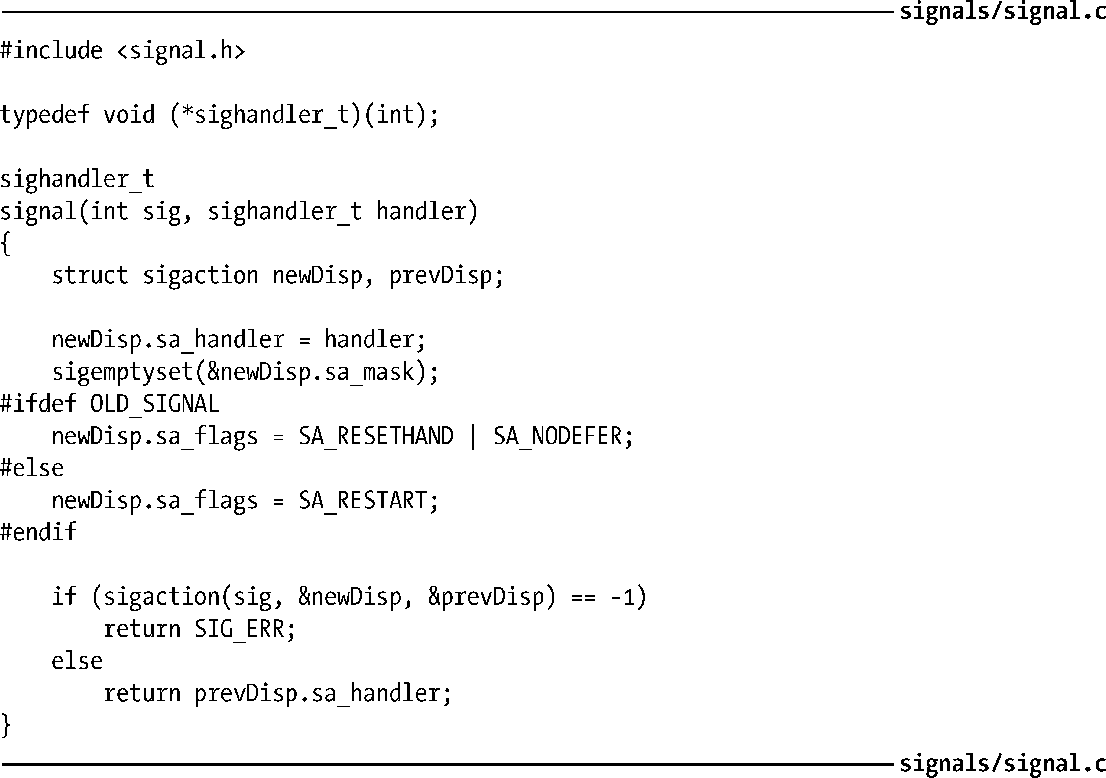 signals/signal.c
#include <signal.h>
typedef void (*sighandler_t)(int);
sighandler_t
signal(int sig, sighandler_t handler)
{
    struct sigaction newDisp, prevDisp;
    newDisp.sa_handler = handler;
    sigemptyset(&newDisp.sa_mask);
#ifdef OLD_SIGNAL
    newDisp.sa_flags = SA_RESETHAND | SA_NODEFER;
#else
    newDisp.sa_flags = SA_RESTART;
#endif
    if (sigaction(sig, &newDisp, &prevDisp) == -1)
        return SIG_ERR;
    else
        return prevDisp.sa_handler;
}
signals/signal.c